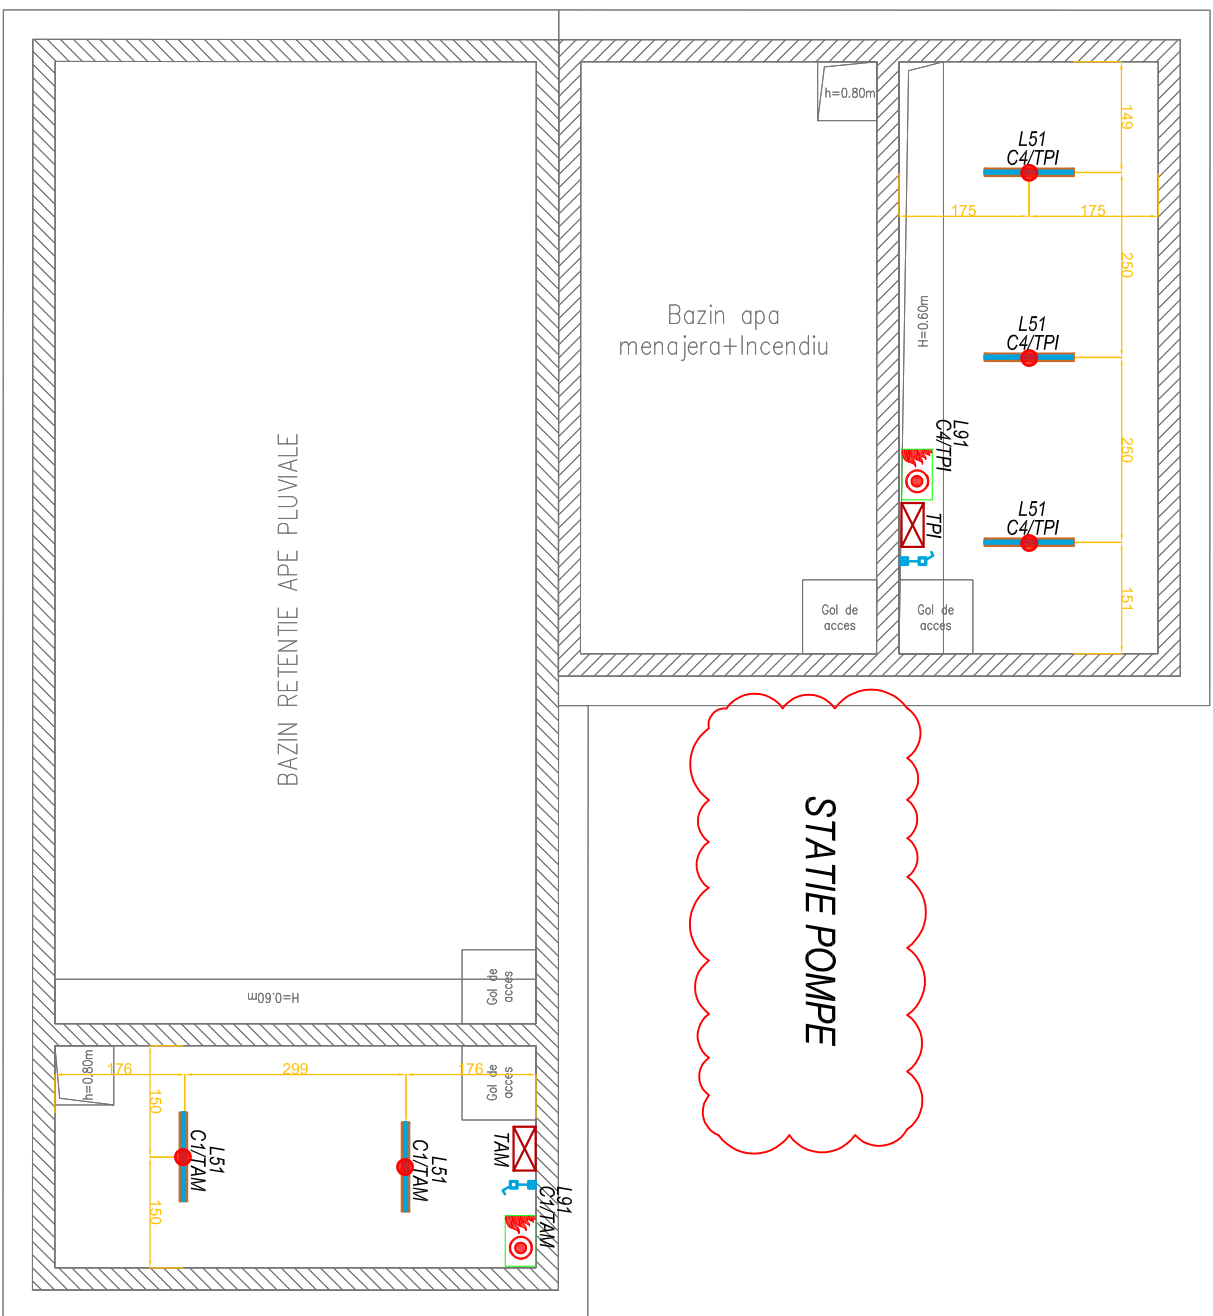 h=0.80m
149
L51
C4/TPI
175
175
250
H=0.60m
Bazin apa
menajera+Incendiu
L51
C4/TPI
L91
C4/TPI
250
TPI
L51
C4/TPI
151
Gol de
acces
Gol de
acces
BAZIN RETENTIE APE PLUVIALE
STATIE POMPE
Gol de
acces
H=0.60m
h=0.80m
176
299
176
Gol de
acces
150
150
L51
C1/TAM
L51
C1/TAM
TAM
L91
C1/TAM